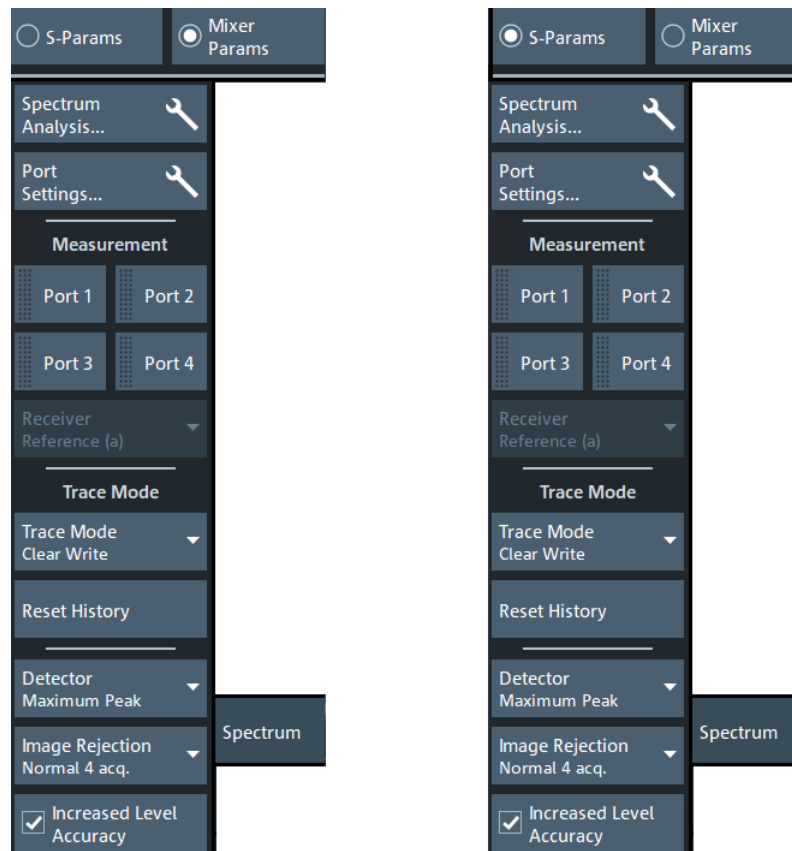 S-Params
Mixer
Params
Spectrum
Analysis...
Port
Settings...
Measurement
Port 1
Port 2
Port 3
Port 4
Receiver
Reference (a)
Trace Mode
Trace Mode
Clear Write
Reset History
Detector
Maximum Peak
Image Rejection
Normal 4 acq.
Increased Level
Accuracy
Spectrum
S-Params
Mixer
Params
Spectrum
Analysis...
Port
Settings...
Measurement
Port 1
Port 2
Port 3
Port 4
Receiver
Reference (a)
Trace Mode
Trace Mode
Clear Write
Reset History
Detector
Maximum Peak
Image Rejection
Normal 4 acq.
Increased Level
Accuracy
Spectrum